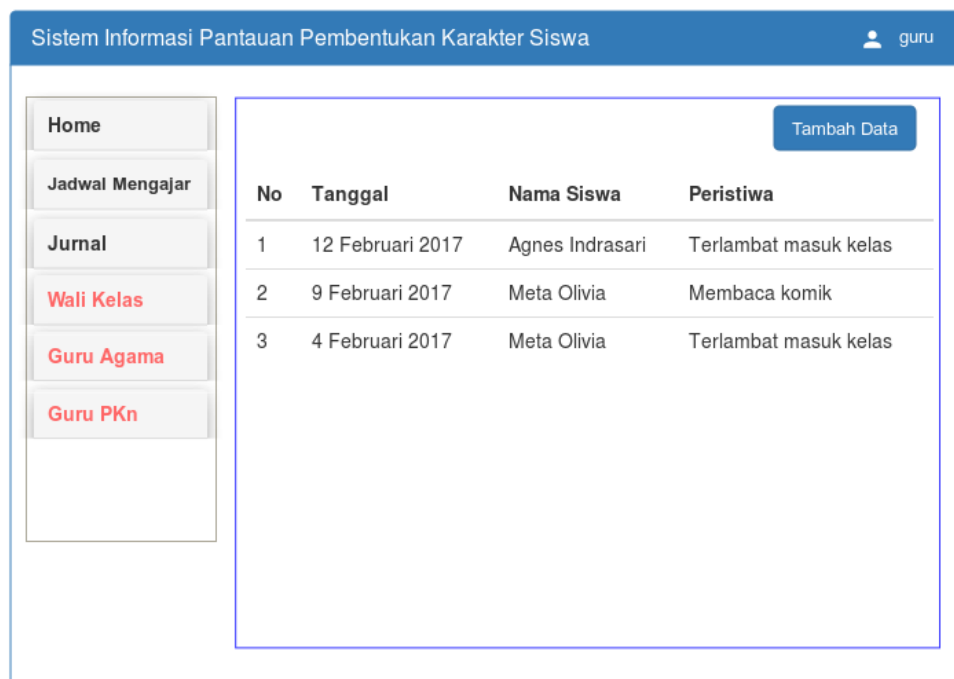 Sistem Informasi Pantauan Pembentukan Karakter Siswa guru
Home
Jadwal Mengajar
Jurnal
Wali Kelas
Guru Agama
Guru PKn
Tambah Data
No Tanggal Nama Siswa Peristiwa
1 12 Februari 2017 Agnes Indrasari Terlambat masuk kelas
2 9 Februari 2017 Meta Olivia Membaca komik
3 4 Februari 2017 Meta Olivia Terlambat masuk kelas